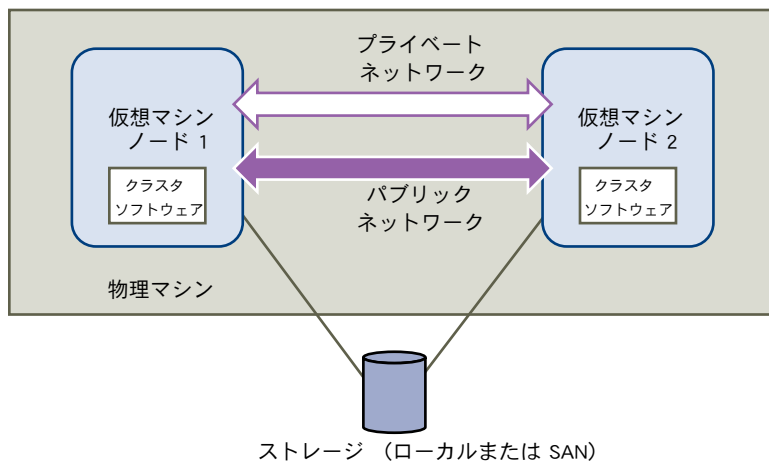 プライベート
ネットワーク
仮想マシン
ノード 1
クラスタ
ソフトウェア
仮想マシン
ノード 2
クラスタ
ソフトウェア
パブリック
ネットワーク
物理マシン
ストレージ （ローカルまたは SAN）